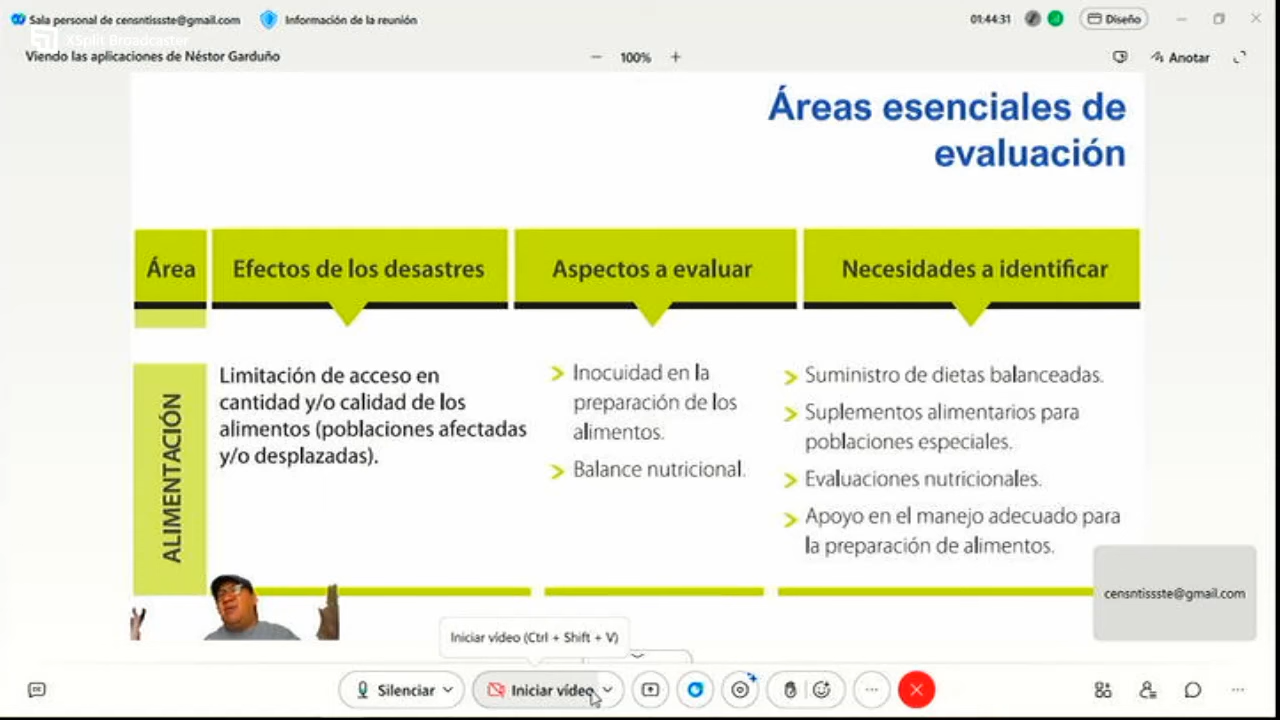 Sala personal de censntissste@gmail.com
Información de la reunión
01:44:31
Diseño
XSplit Broadcaster
Viendo las aplicaciones de Néstor Garduño
100%
Anotar
Áreas esenciales de
evaluación
Área
Efectos de los desastres
Aspectos a evaluar
Necesidades a identificar
ALIMENTACIÓN
Limitación de acceso en
cantidad y/o calidad de los
alimentos (poblaciones afectadas
y/o desplazadas).
Inocuidad en la
preparación de los
alimentos.
Balance nutricional.
Suministro de dietas balanceadas.
Suplementos alimentarios para
poblaciones especiales.
Evaluaciones nutricionales.
Apoyo en el manejo adecuado para
la preparación de alimentos.
censntissste@gmail.com
Iniciar vídeo (Ctrl + Shift + V)
Silenciar
Iniciar vídeo